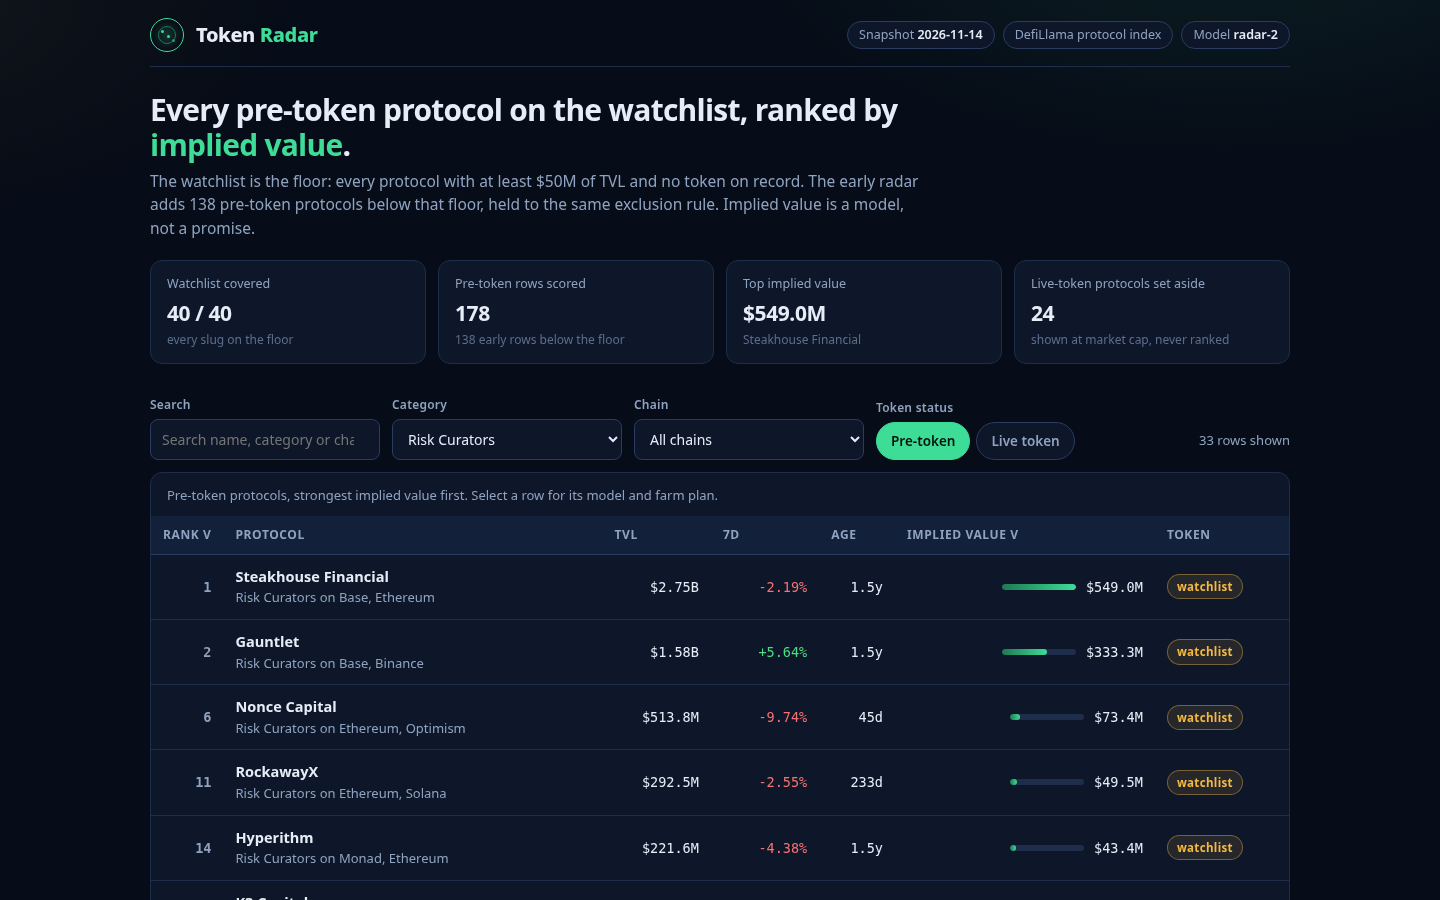 Token Radar
Snapshot 2026-11-14
DefiLlama protocol index
Model radar-2
Every pre-token protocol on the watchlist, ranked by
implied value.
The watchlist is the floor: every protocol with at least $50M of TVL and no token on record. The early radar
adds 138 pre-token protocols below that floor, held to the same exclusion rule. Implied value is a model,
not a promise.
Watchlist covered
40 / 40
every slug on the floor
Pre-token rows scored
178
138 early rows below the floor
Top implied value
$549.0M
Steakhouse Financial
Live-token protocols set aside
24
shown at market cap, never ranked
Search
Search name, category or cha
Category
Risk Curators
Chain
All chains
Token status
Pre-token
Live token
33 rows shown
Pre-token protocols, strongest implied value first. Select a row for its model and farm plan.
RANK V PROTOCOL TVL 7D AGE IMPLIED VALUE V TOKEN
1 Steakhouse Financial $2.75B -2.19% 1.5y $549.0M watchlist
Risk Curators on Base, Ethereum
2 Gauntlet $1.58B +5.64% 1.5y $333.3M watchlist
Risk Curators on Base, Binance
6 Nonce Capital $513.8M -9.74% 45d $73.4M watchlist
Risk Curators on Ethereum, Optimism
11 RockawayX $292.5M -2.55% 233d $49.5M watchlist
Risk Curators on Ethereum, Solana
14 Hyperithm $221.6M -4.38% 1.5y $43.4M watchlist
Risk Curators on Monad, Ethereum